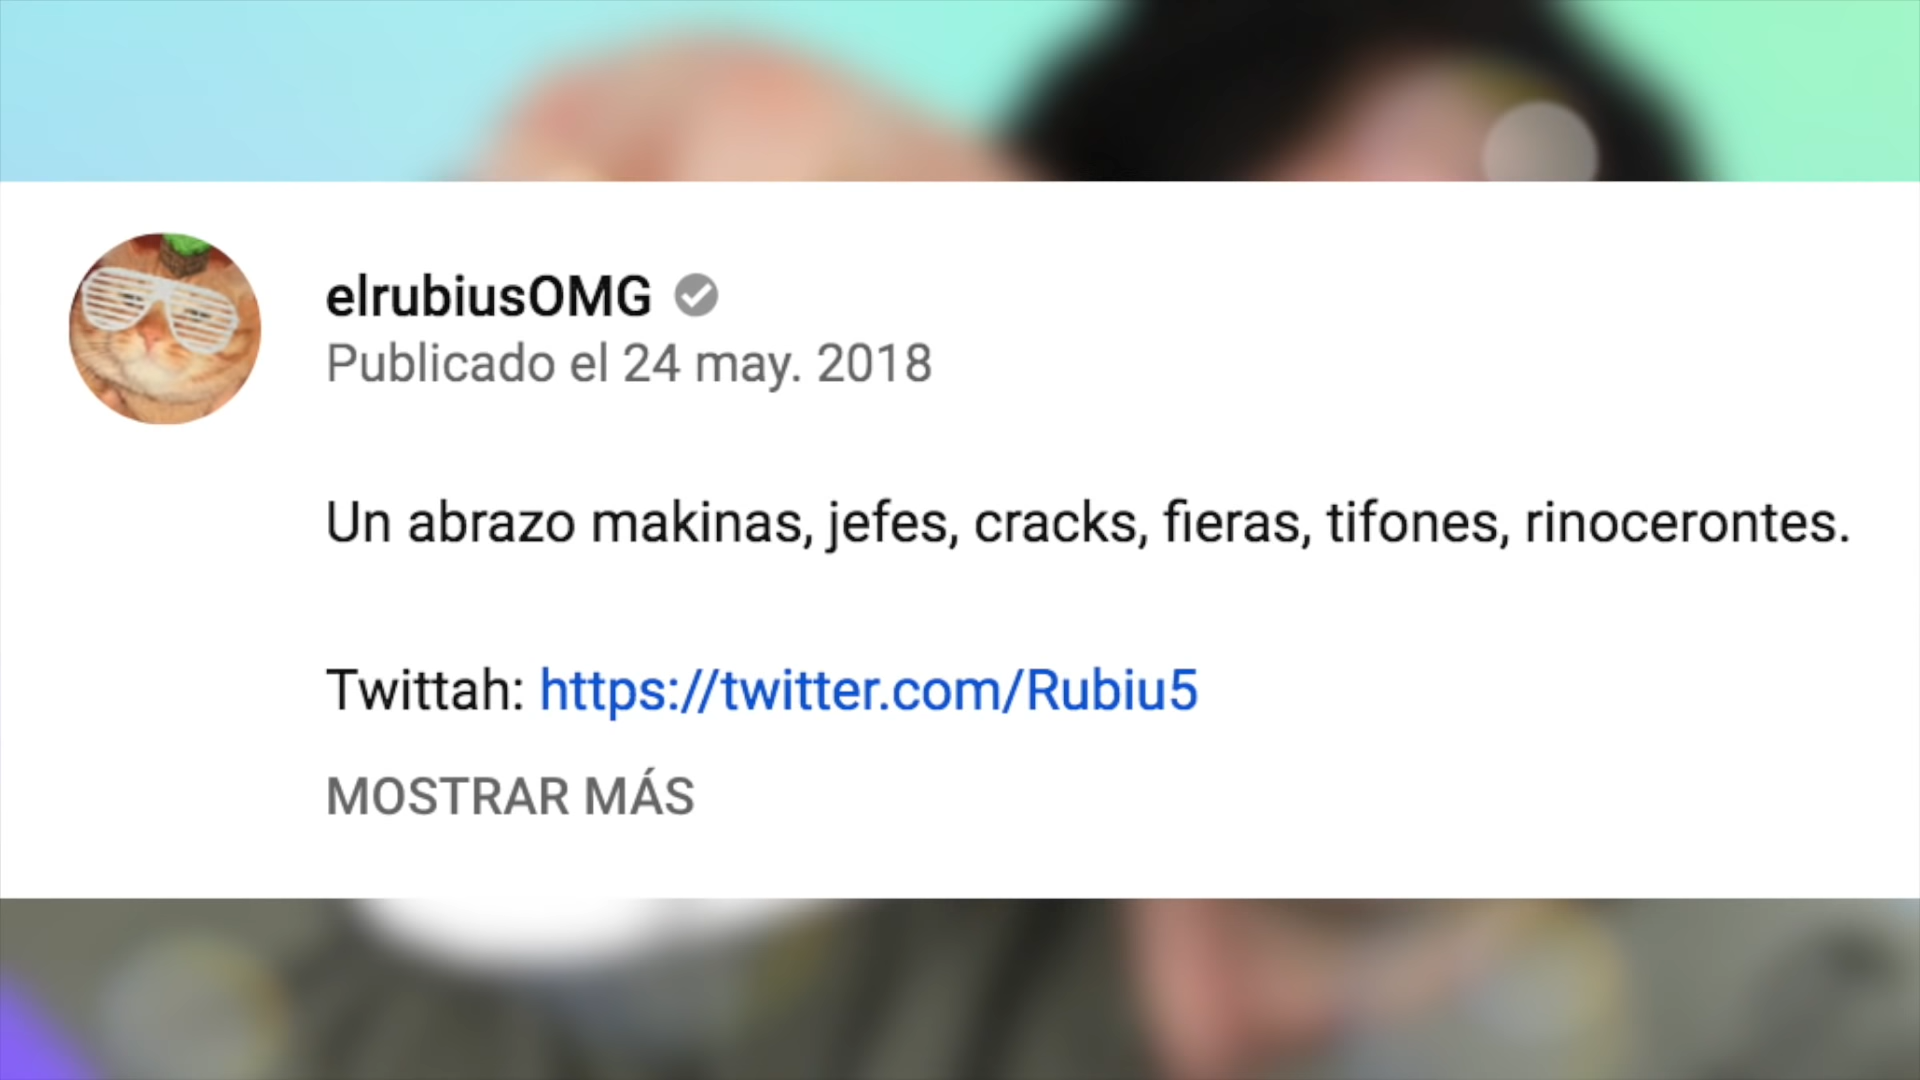 elrubiusOMG
Publicado el 24 may. 2018
Un abrazo makinas, jefes, cracks, fieras, tifones, rinocerontes.
Twittah: https://twitter.com/Rubiu5
MOSTRAR MÁS